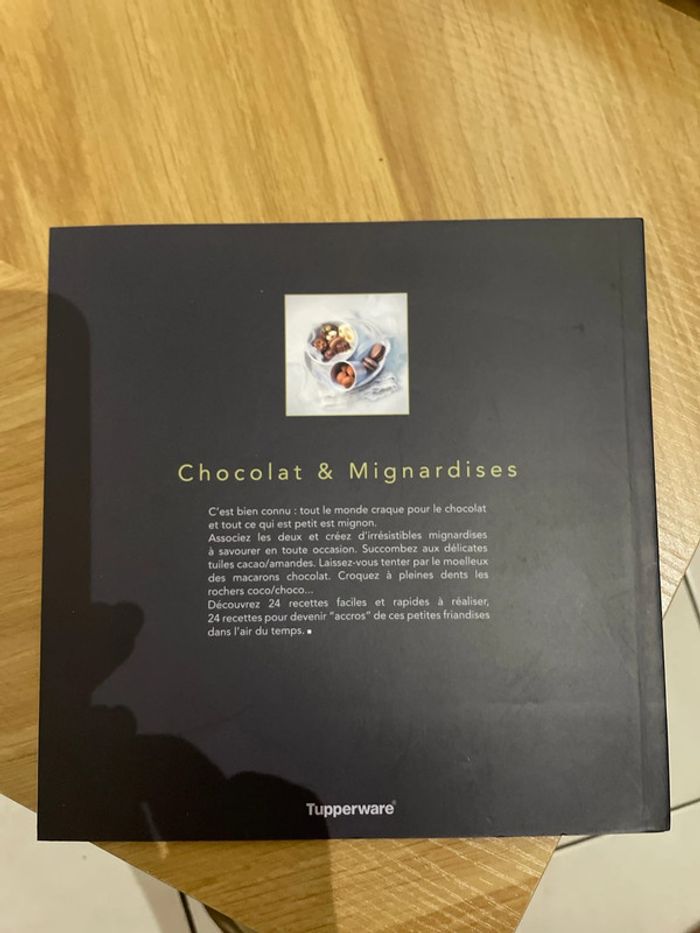 Chocolat & Mignardises
C'est bien connu : tout le monde craque pour le chocolat
et tout ce qui est petit est mignon.
Associez les deux et créez d'irrésistibles mignardises
à savourer en toute occasion. Succombez aux délicates
tuiles cacao/amandes. Laissez-vous tenter par le moelleux
des macarons chocolat. Croquez à pleines dents les
rochers coco/choco...
Découvrez 24 recettes faciles et rapides à réaliser,
24 recettes pour devenir "accros" de ces petites friandises
dans l'air du temps. ▪
Tupperware®